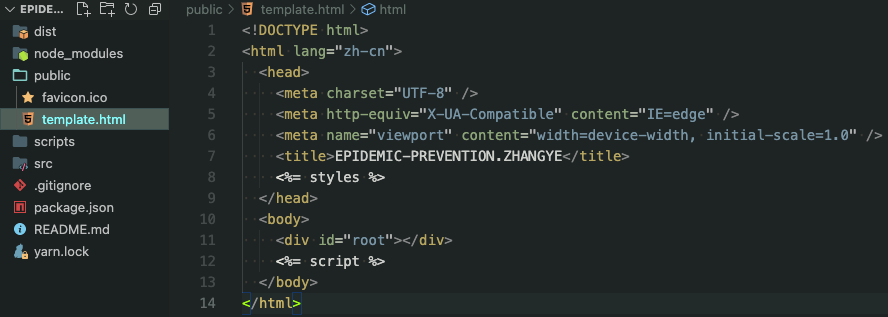 EPIDE...
dist
node_modules
public
favicon.ico
template.html
scripts
src
.gitignore
package.json
README.md
yarn.lock
public > template.html > html
1 <!DOCTYPE html>
2 <html lang="zh-cn">
3 <head>
4 <meta charset="UTF-8" />
5 <meta http-equiv="X-UA-Compatible" content="IE=edge" />
6 <meta name="viewport" content="width=device-width, initial-scale=1.0" />
7 <title>EPIDEMIC-PREVENTION.ZHANGYE</title>
8 <%= styles %>
9 </head>
10 <body>
11 <div id="root"></div>
12 <%= script %>
13 </body>
14 </html>